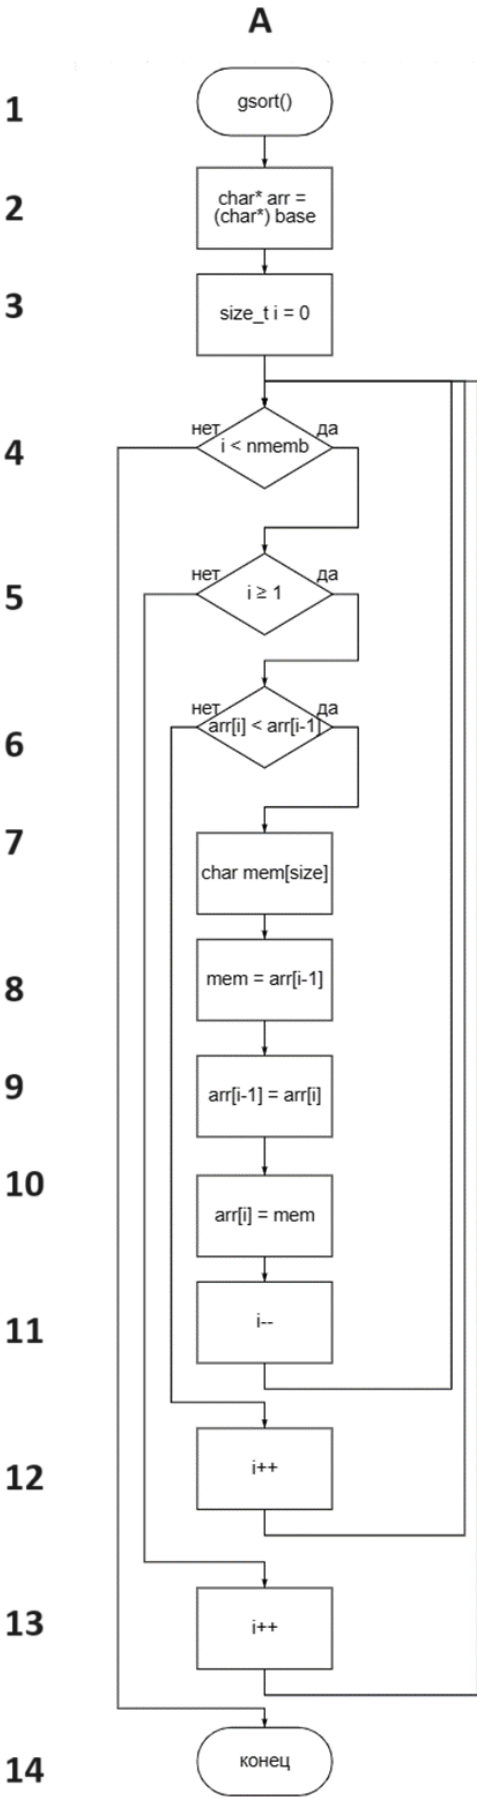 A
1
gsort()
2
char* arr =
(char*) base
3
size_t i = 0
4
нет
да
i < nmemb
5
нет
да
i ≥ 1
6
нет
да
arr[i] < arr[i-1]
7
char mem[size]
8
mem = arr[i-1]
9
arr[i-1] = arr[i]
10
arr[i] = mem
11
i--
12
i++
13
i++
14
конец